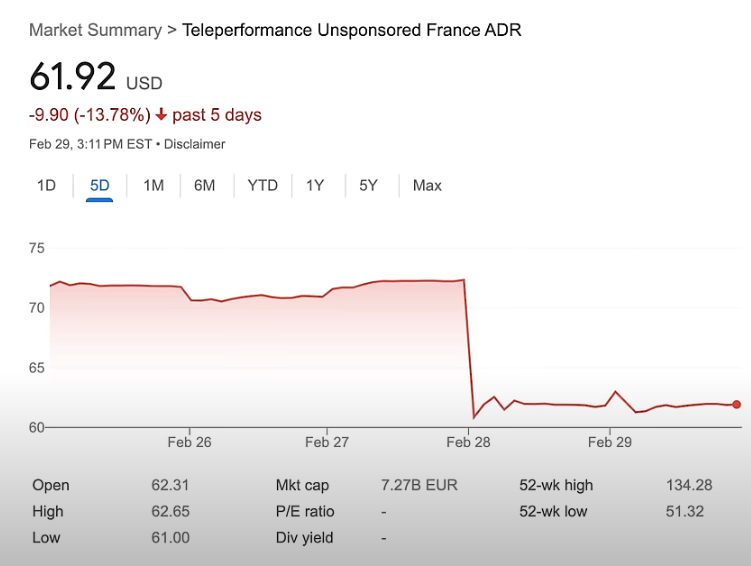 Market Summary > Teleperformance Unsponsored France ADR
61.92 USD
-9.90 (-13.78%) ↓ past 5 days
Feb 29, 3:11 PM EST • Disclaimer
1D 5D 1M 6M YTD 1Y 5Y Max
75
70
65
60
Feb 26 Feb 27 Feb 28 Feb 29
Open 62.31 Mkt cap 7.27B EUR 52-wk high 134.28
High 62.65 P/E ratio - 52-wk low 51.32
Low 61.00 Div yield -